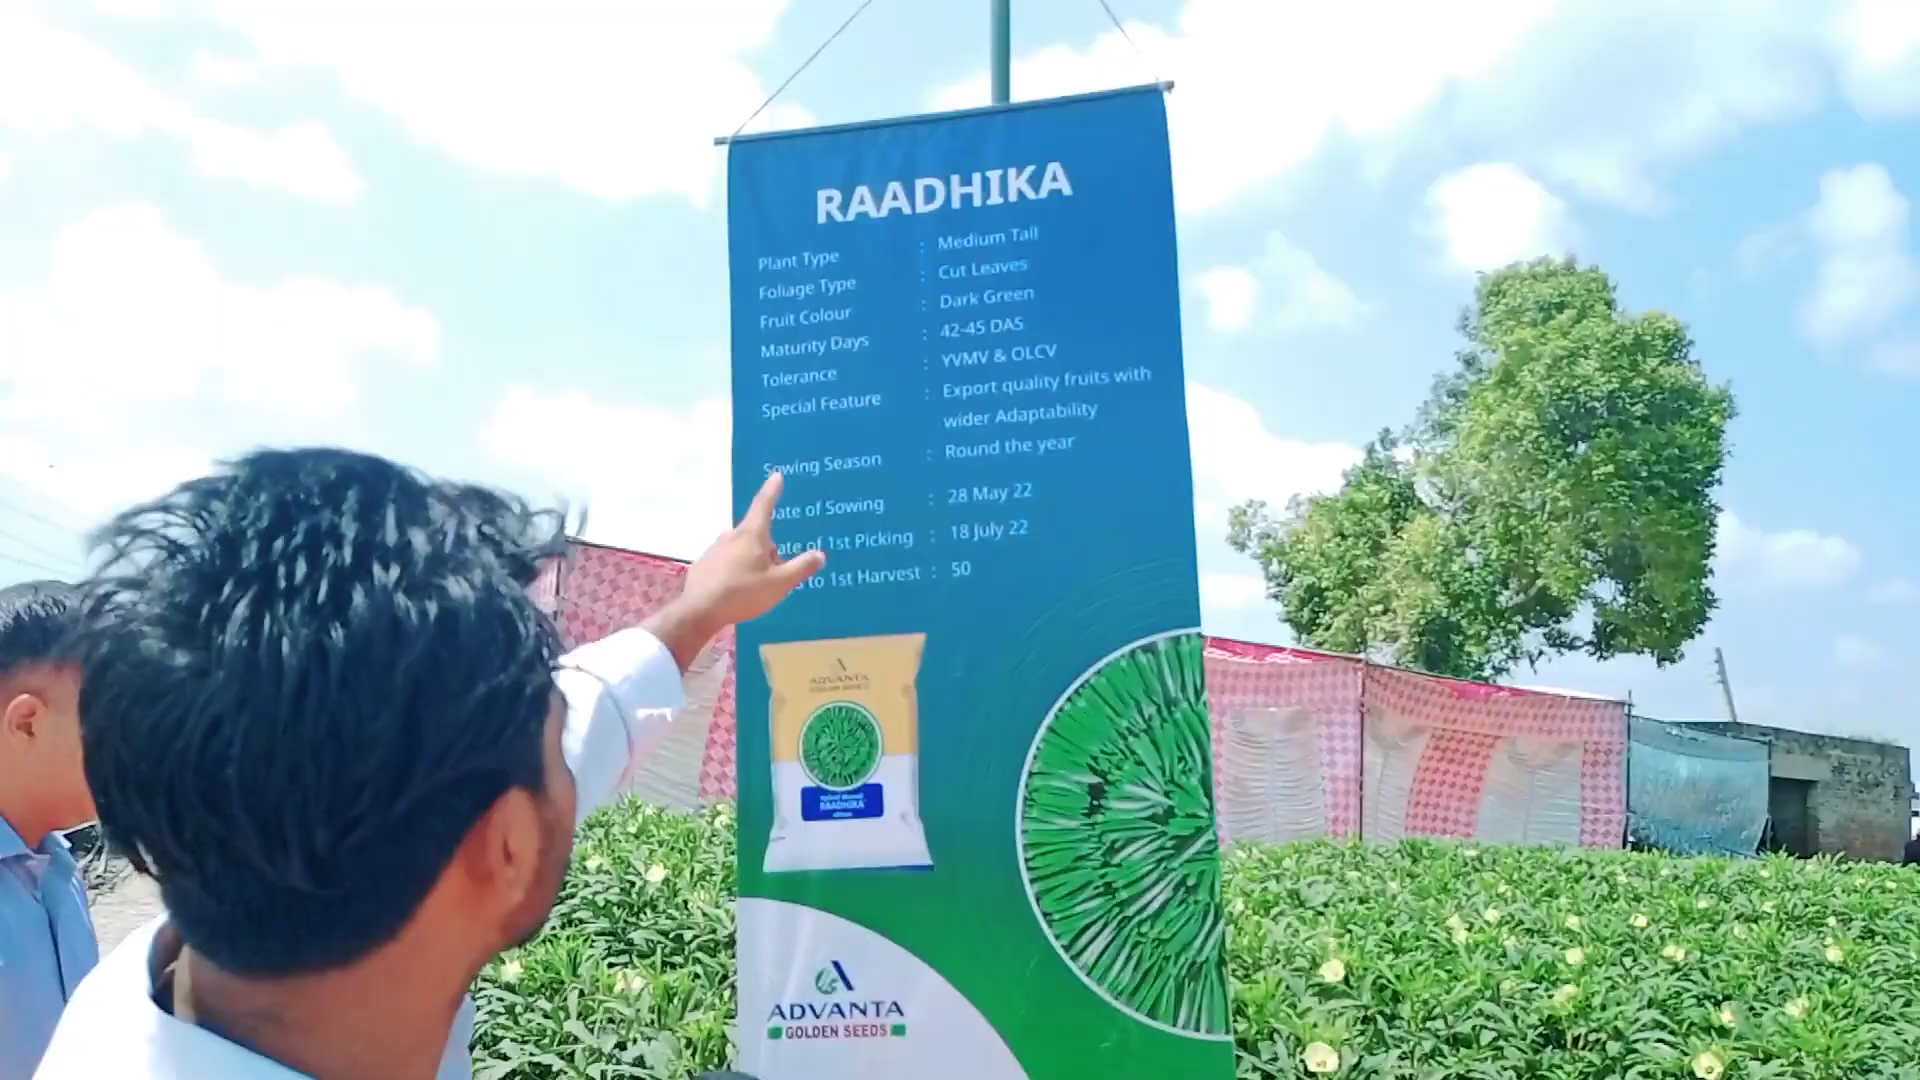 RAADHIKA
Plant Type : Medium Tall
Foliage Type : Cut Leaves
Fruit Colour : Dark Green
Maturity Days : 42-45 DAS
Tolerance : YVMV & OLCV
Special Feature : Export quality fruits with
wider Adaptability
Sowing Season : Round the year
Date of Sowing : 28 May 22
Date of 1st Picking : 18 July 22
to 1st Harvest : 50
ADVANTA
RAADHIKA
ADVANTA
GOLDEN SEEDS